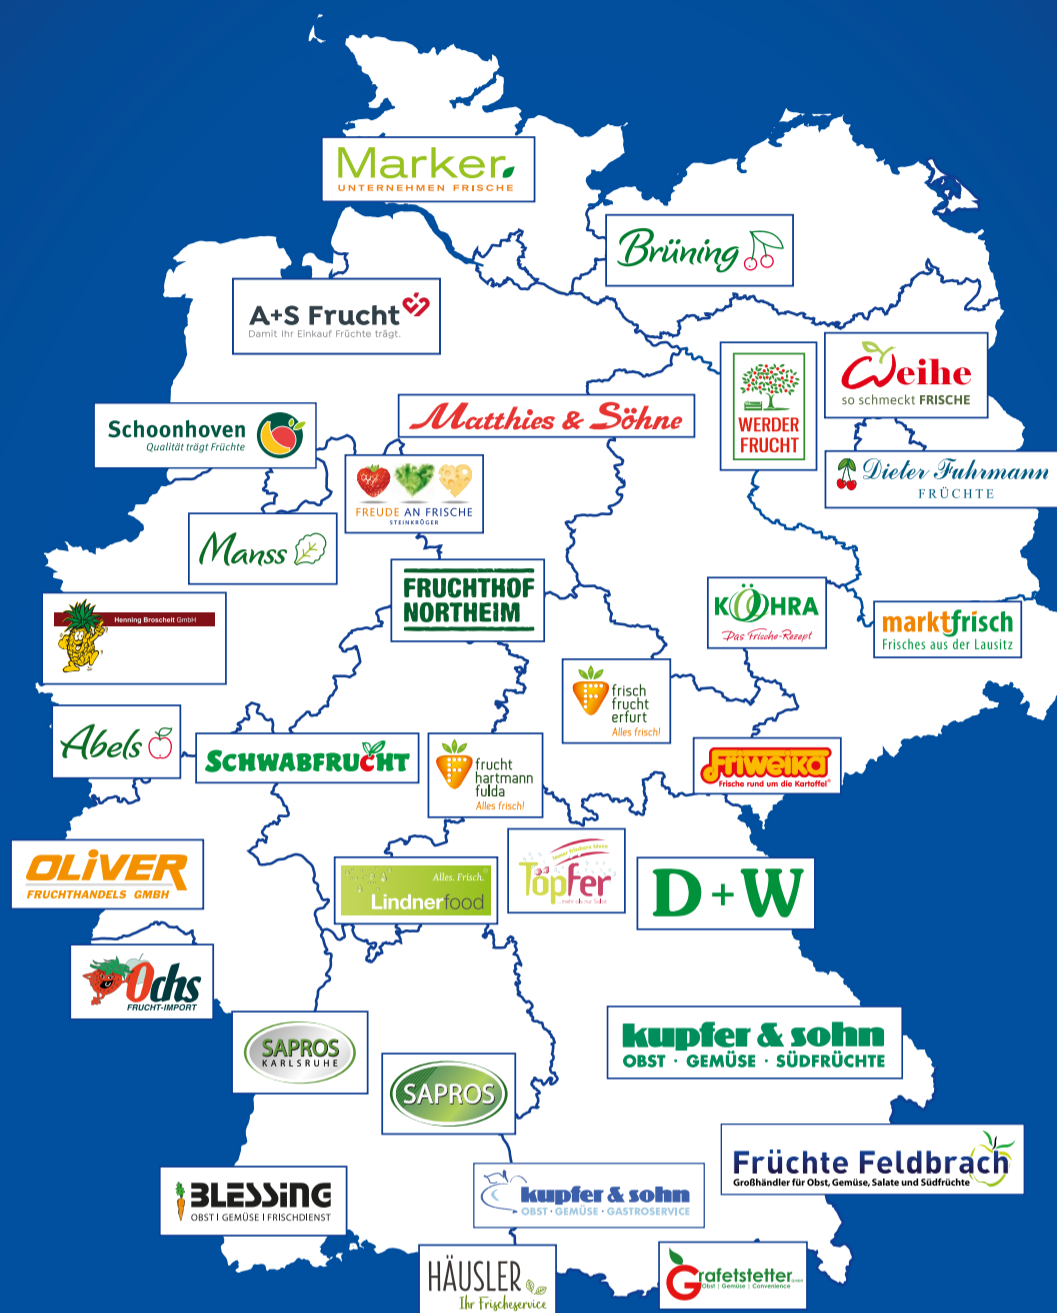 Marker
UNTERNEHMEN FRISCHE
Brüning
A+S Frucht
Damit Ihr Einkauf Früchte trägt.
Weihe
so schmeckt FRISCHE
WERDER
FRUCHT
Schoonhoven
Qualität trägt Früchte
Matthies & Söhne
Dieter Fuhrmann
FRÜCHTE
FREUDE AN FRISCHE
STEINKRÖGER
Manss
FRUCHTHOF
NORTHEIM
KÖHRA
Das Frische-Rezept
marktfrisch
Frisches aus der Lausitz
Henning Broscheit GmbH
frisch
frucht
erfurt
Alles frisch!
Abels
SCHWABFRUCHT
frucht
hartmann
fulda
Alles frisch!
FRiWEiKa
Frische rund um die Kartoffel®
OLiVER
FRUCHTHANDELS GMBH
Alles. Frisch.
Lindnerfood
Töpfer
D+W
Ochs
FRUCHT-IMPORT
SAPROS
KARLSRUHE
kupfer & sohn
OBST · GEMÜSE · SÜDFRÜCHTE
SAPROS
Früchte Feldbrach
Großhändler für Obst, Gemüse, Salate und Südfrüchte
BLESSiNG
OBST I GEMÜSE I FRISCHDIENST
kupfer & sohn
OBST · GEMÜSE · GASTROSERVICE
HÄUSLER
Ihr Frischeservice
Grafetstetter
Obst | Gemüse | Convenience